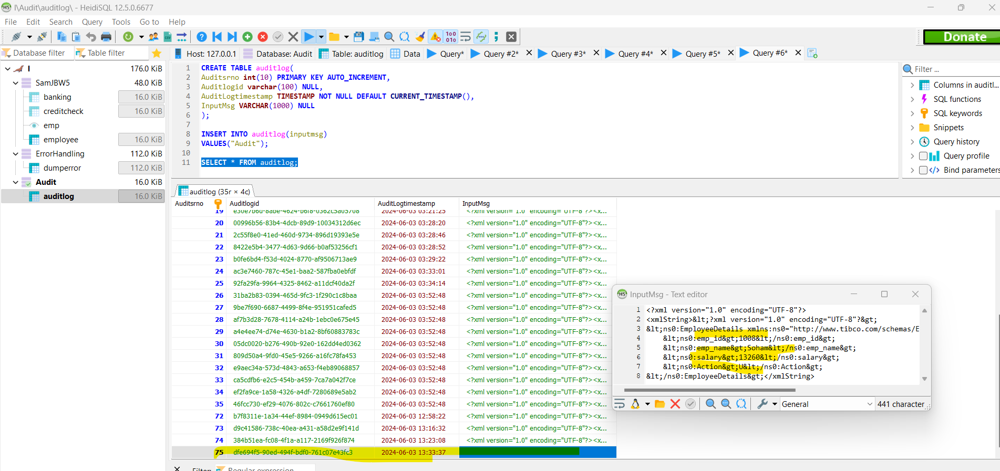 I\Audit\auditlog\ - HeidiSQL 12.5.0.6677
File Edit Search Query Tools Go to Help
Donate
Database filter Table filter
Host: 127.0.0.1 Database: Audit Table: auditlog Data Query* Query #2* Query #3* Query #4* Query #5* Query #6*
I 176.0 KiB
SamJBW5 48.0 KiB
banking 16.0 KiB
creditcheck 16.0 KiB
emp
employee 16.0 KiB
ErrorHandling 112.0 KiB
dumperror 112.0 KiB
Audit 16.0 KiB
auditlog 16.0 KiB
1 CREATE TABLE auditlog(
2 Auditsrno int(10) PRIMARY KEY AUTO_INCREMENT,
3 Auditlogid varchar(100) NULL,
4 AuditLogtimestamp TIMESTAMP NOT NULL DEFAULT CURRENT_TIMESTAMP(),
5 InputMsg VARCHAR(1000) NULL
6 );
7
8 INSERT INTO auditlog(inputmsg)
9 VALUES("Audit");
10
11 SELECT * FROM auditlog;
Filter ...
Columns in auditl...
SQL functions
SQL keywords
Snippets
Query history
Query profile
Bind parameters
auditlog (35r × 4c)
Auditsrno Auditlogid AuditLogtimestamp InputMsg
19 e30e7b6d-8abe-4624-b6f8-0362c5a05708 2024-06-03 03:21:25 <?xml version="1.0" encoding="UTF-8"?><x...
20 00996b56-83b4-4dcb-89d9-10034312d6ec 2024-06-03 03:28:20 <?xml version="1.0" encoding="UTF-8"?><x...
21 2c55f8e0-41ed-460d-9734-896d19393e5e 2024-06-03 03:28:46 <?xml version="1.0" encoding="UTF-8"?><x...
22 8422e5b4-3477-4d63-9d66-b0af53256cf1 2024-06-03 03:28:52 <?xml version="1.0" encoding="UTF-8"?><x...
23 b0fe6bd4-f53d-4024-8770-af9506713ae9 2024-06-03 03:29:22 <?xml version="1.0" encoding="UTF-8"?><x...
24 ac3e7460-787c-45e1-baa2-587fba0ebfdf 2024-06-03 03:33:01 <?xml version="1.0" encoding="UTF-8"?><x...
25 92fa29fa-9964-4325-8462-a11dcf40da2f 2024-06-03 03:34:14 <?xml version="1.0" encoding="UTF-8"?><x...
26 31ba2b83-0394-465d-9fc3-1f290c1c8baa 2024-06-03 03:52:48 <?xml version="1.0" encoding="UTF-8"?><x...
27 9be7f690-6687-4499-8f4e-951951cafed5 2024-06-03 03:52:48 <?xml version="1.0" encoding="UTF-8"?><x...
28 af7b3d28-7678-4114-a24b-1ebc0e675e45 2024-06-03 03:52:48 <?xml version="1.0" encoding="UTF-8"?><x...
29 a4e4ee74-d74e-4630-b1a2-8bf60883783c 2024-06-03 03:52:48 <?xml version="1.0" encoding="UTF-8"?><x...
30 05dc0020-b276-490b-92e0-162dd4ed0362 2024-06-03 03:52:48 <?xml version="1.0" encoding="UTF-8"?><x...
31 809d50a4-9fd0-45e5-9266-a16fc78fa453 2024-06-03 03:52:48 <?xml version="1.0" encoding="UTF-8"?><x...
32 e9aec34a-573d-4843-a653-f4eb89068857 2024-06-03 03:52:48 <?xml version="1.0" encoding="UTF-8"?><x...
33 ca5cdfb6-e2c5-454b-a459-7ca7a042f7ce 2024-06-03 03:52:48 <?xml version="1.0" encoding="UTF-8"?><x...
34 ef2fa9ce-1a58-4326-a4df-7280689e5ab2 2024-06-03 03:52:48 <?xml version="1.0" encoding="UTF-8"?><x...
35 46fcc730-ef29-4076-802c-c7661760ef80 2024-06-03 03:52:48 <?xml version="1.0" encoding="UTF-8"?><x...
72 b7f8311e-1a34-44ef-8984-0949d615ec01 2024-06-03 12:58:22 <?xml version="1.0" encoding="UTF-8"?><x...
73 d9c41586-738c-40ea-a431-a58d2e9f141d 2024-06-03 13:16:32 <?xml version="1.0" encoding="UTF-8"?><x...
74 384b51ea-fc08-4f1a-a117-2169f926f874 2024-06-03 13:23:08 <?xml version="1.0" encoding="UTF-8"?><x...
75 dfe694f5-90ed-494f-bdf0-761c07e43fc3 2024-06-03 13:33:37
InputMsg - Text editor
1 <?xml version="1.0" encoding="UTF-8"?>
2 <xmlString>&lt;?xml version="1.0" encoding="UTF-8"?&gt;
3 &lt;ns0:EmployeeDetails xmlns:ns0="http://www.tibco.com/schemas/E
4 &lt;ns0:emp_id&gt;1008&lt;/ns0:emp_id&gt;
5 &lt;ns0:emp_name&gt;Soham&lt;/ns0:emp_name&gt;
6 &lt;ns0:salary&gt;13260&lt;/ns0:salary&gt;
7 &lt;ns0:Action&gt;U&lt;/ns0:Action&gt;
8 &lt;/ns0:EmployeeDetails&gt;</xmlString>
General 441 character
Filter: Regular expression